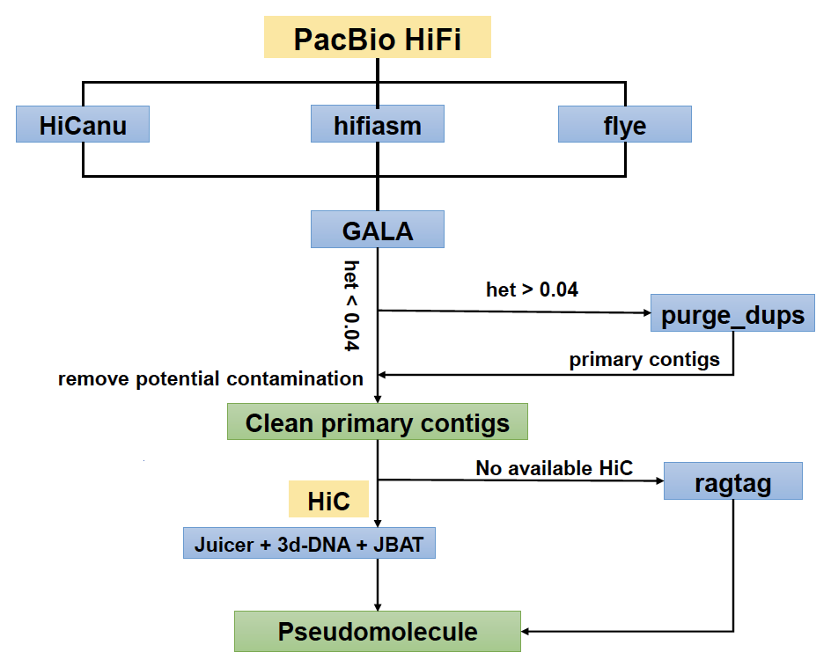 PacBio HiFi
HiCanu
hifiasm
flye
GALA
het < 0.04
het > 0.04
purge_dups
primary contigs
remove potential contamination
Clean primary contigs
No available HiC
ragtag
HiC
Juicer + 3d-DNA + JBAT
Pseudomolecule